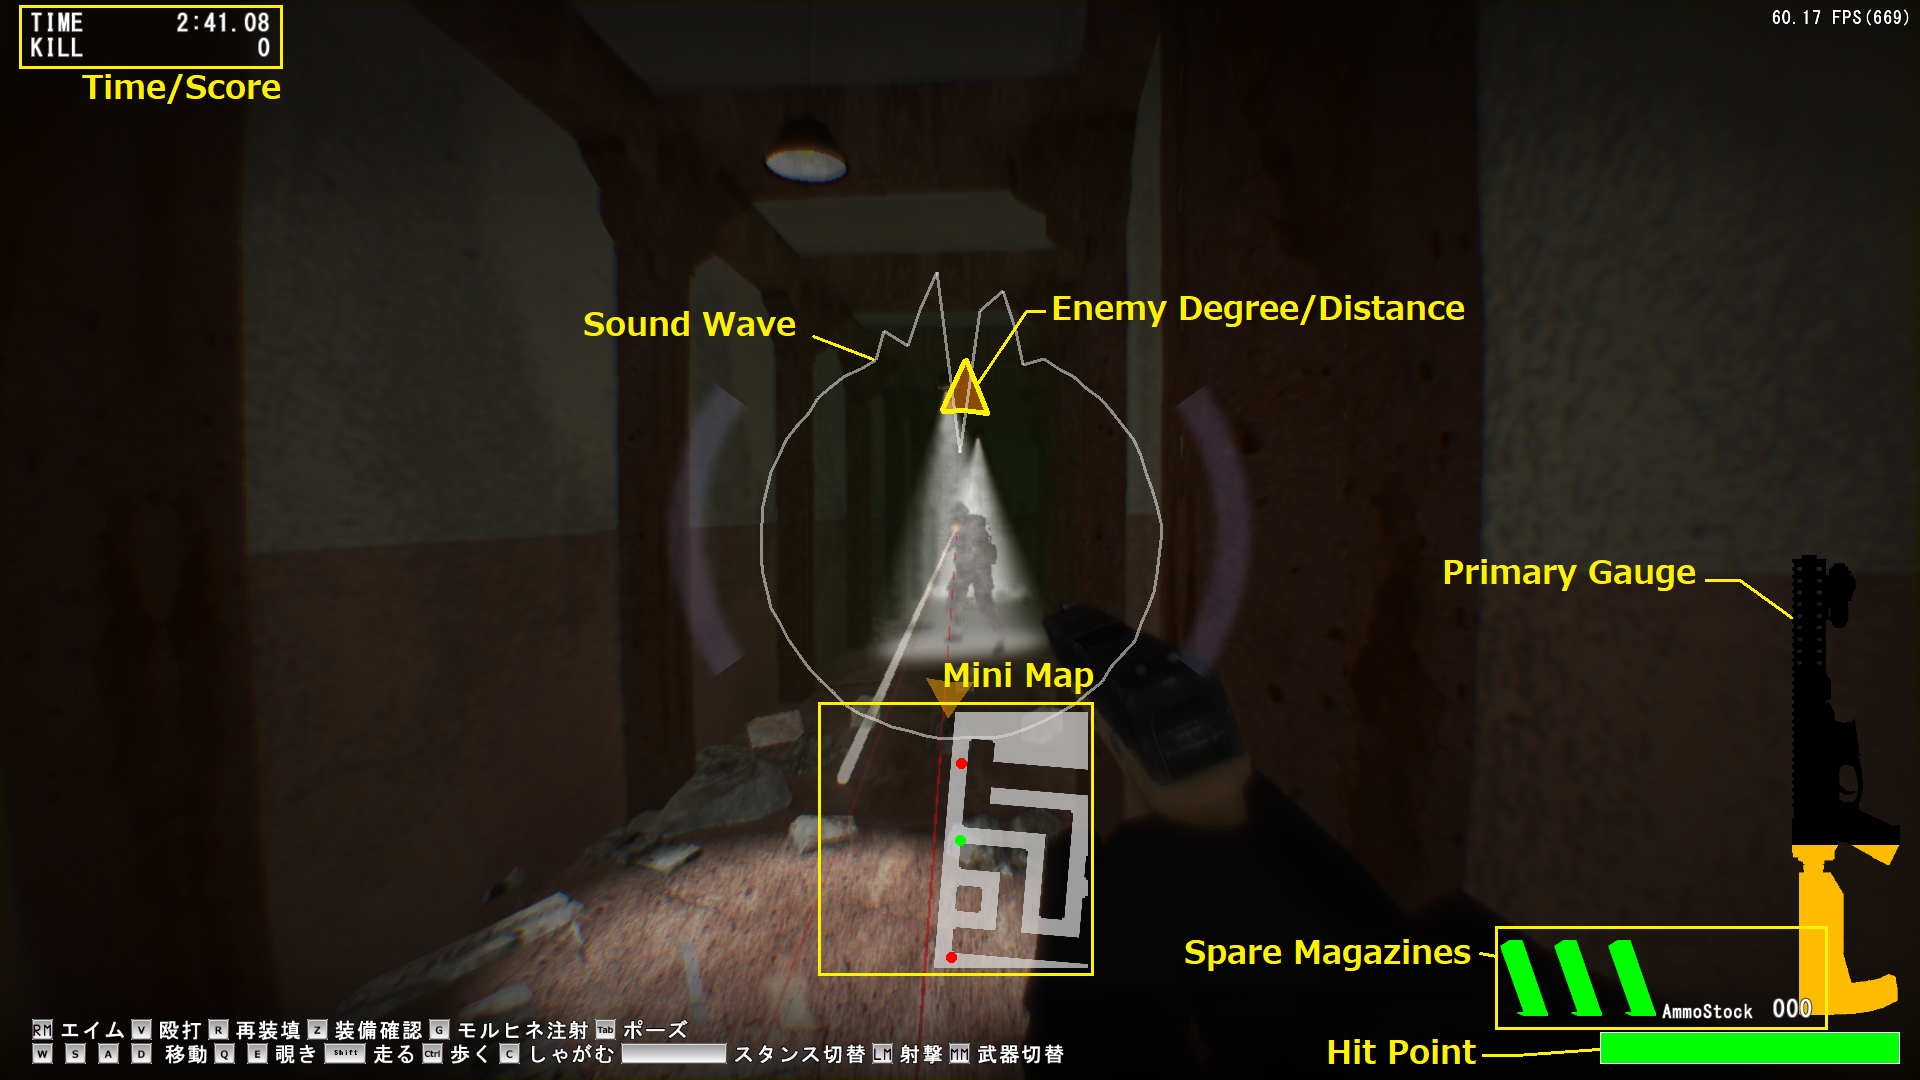 TIME 2:41.08
KILL 0
Time/Score
60.17 FPS(669)
Sound Wave
Enemy Degree/Distance
Primary Gauge
Mini Map
Spare Magazines
AmmoStock 000
Hit Point
RM エイム V 殴打 R 再装填 Z 装備確認 G モルヒネ注射 Tab ポーズ
W S A D 移動 Q E 覗き Shift 走る Ctrl 歩く C しゃがむ スタンス切替 LM 射撃 MM 武器切替